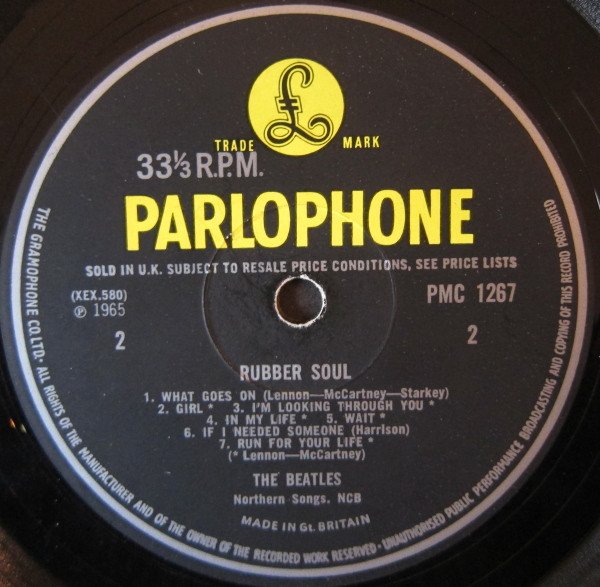 £
TRADE MARK
33⅓ R.P.M.
PARLOPHONE
SOLD IN U.K. SUBJECT TO RESALE PRICE CONDITIONS, SEE PRICE LISTS
(XEX.580) PMC 1267
℗ 1965
2 2
RUBBER SOUL
1. WHAT GOES ON (Lennon—McCartney—Starkey)
2. GIRL * 3. I'M LOOKING THROUGH YOU *
4. IN MY LIFE * 5. WAIT *
6. IF I NEEDED SOMEONE (Harrison)
7. RUN FOR YOUR LIFE *
(* Lennon—McCartney)
THE BEATLES
Northern Songs. NCB
MADE IN Gt. BRITAIN
THE GRAMOPHONE CO. LTD · ALL RIGHTS OF THE MANUFACTURER AND OF THE OWNER OF THE RECORDED WORK RESERVED · UNAUTHORISED PUBLIC PERFORMANCE BROADCASTING AND COPYING OF THIS RECORD PROHIBITED